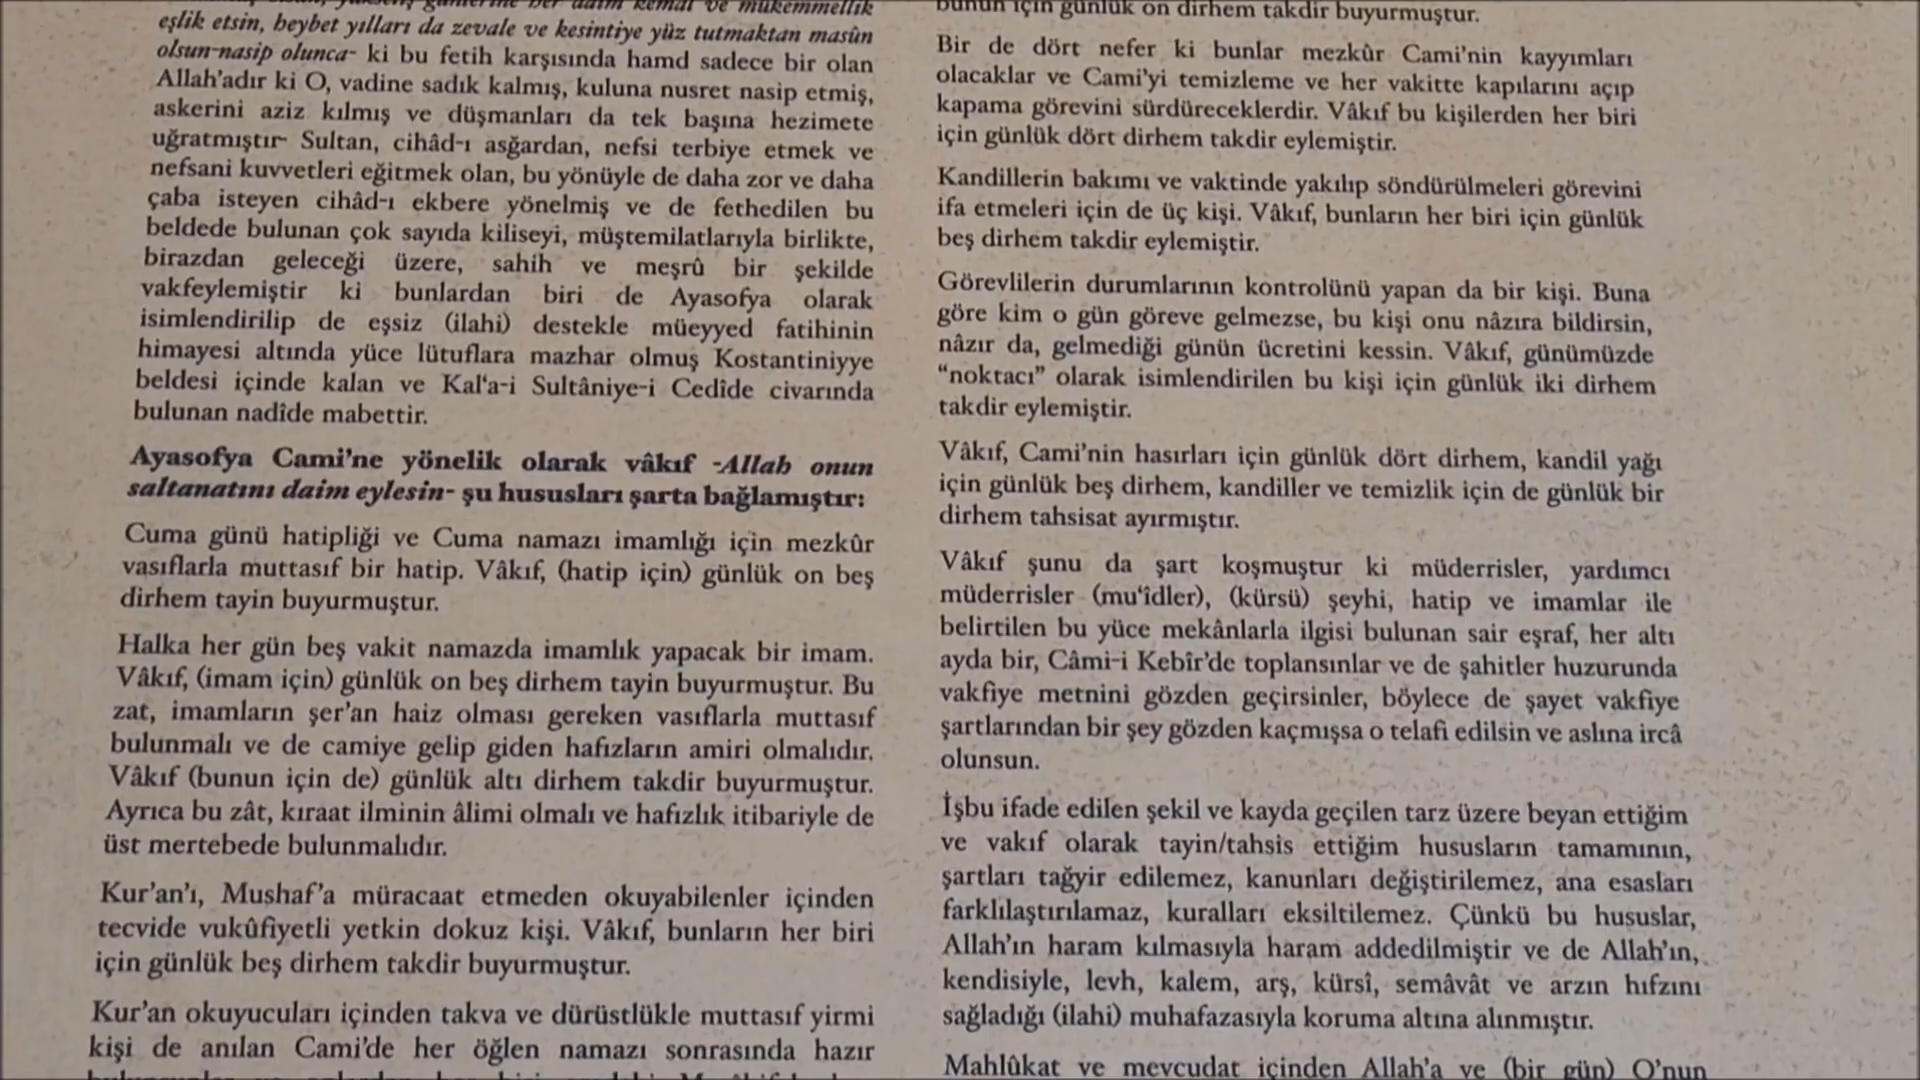 eşlik etsin, heybet yılları da zevale ve kesintiye yüz tutmaktan masûn
olsun-nasip olunca- ki bu fetih karşısında hamd sadece bir olan
Allah'adır ki O, vadine sadık kalmış, kuluna nusret nasip etmiş,
askerini aziz kılmış ve düşmanları da tek başına hezimete
uğratmıştır- Sultan, cihâd-ı asğardan, nefsi terbiye etmek ve
nefsani kuvvetleri eğitmek olan, bu yönüyle de daha zor ve daha
çaba isteyen cihâd-ı ekbere yönelmiş ve de fethedilen bu
beldede bulunan çok sayıda kiliseyi, müştemilatlarıyla birlikte,
birazdan geleceği üzere, sahih ve meşrû bir şekilde
vakfeylemiştir ki bunlardan biri de Ayasofya olarak
isimlendirilip de eşsiz (ilahi) destekle müeyyed fatihinin
himayesi altında yüce lütuflara mazhar olmuş Kostantiniyye
beldesi içinde kalan ve Kal‘a-i Sultâniye-i Cedîde civarında
bulunan nadîde mabettir.
Ayasofya Cami'ne yönelik olarak vâkıf -Allah onun
saltanatını daim eylesin- şu hususları şarta bağlamıştır:
Cuma günü hatipliği ve Cuma namazı imamlığı için mezkûr
vasıflarla muttasıf bir hatip. Vâkıf, (hatip için) günlük on beş
dirhem tayin buyurmuştur.
Halka her gün beş vakit namazda imamlık yapacak bir imam.
Vâkıf, (imam için) günlük on beş dirhem tayin buyurmuştur. Bu
zat, imamların şer'an haiz olması gereken vasıflarla muttasıf
bulunmalı ve de camiye gelip giden hafızların amiri olmalıdır.
Vâkıf (bunun için de) günlük altı dirhem takdir buyurmuştur.
Ayrıca bu zât, kıraat ilminin âlimi olmalı ve hafızlık itibariyle de
üst mertebede bulunmalıdır.
Kur'an'ı, Mushaf'a müracaat etmeden okuyabilenler içinden
tecvide vukûfiyetli yetkin dokuz kişi. Vâkıf, bunların her biri
için günlük beş dirhem takdir buyurmuştur.
Kur'an okuyucuları içinden takva ve dürüstlükle muttasıf yirmi
kişi de anılan Cami'de her öğlen namazı sonrasında hazır
bunun için günlük on dirhem takdir buyurmuştur.
Bir de dört nefer ki bunlar mezkûr Cami'nin kayyımları
olacaklar ve Cami'yi temizleme ve her vakitte kapılarını açıp
kapama görevini sürdüreceklerdir. Vâkıf bu kişilerden her biri
için günlük dört dirhem takdir eylemiştir.
Kandillerin bakımı ve vaktinde yakılıp söndürülmeleri görevini
ifa etmeleri için de üç kişi. Vâkıf, bunların her biri için günlük
beş dirhem takdir eylemiştir.
Görevlilerin durumlarının kontrolünü yapan da bir kişi. Buna
göre kim o gün göreve gelmezse, bu kişi onu nâzıra bildirsin,
nâzır da, gelmediği günün ücretini kessin. Vâkıf, günümüzde
“noktacı” olarak isimlendirilen bu kişi için günlük iki dirhem
takdir eylemiştir.
Vâkıf, Cami'nin hasırları için günlük dört dirhem, kandil yağı
için günlük beş dirhem, kandiller ve temizlik için de günlük bir
dirhem tahsisat ayırmıştır.
Vâkıf şunu da şart koşmuştur ki müderrisler, yardımcı
müderrisler (mu‘îdler), (kürsü) şeyhi, hatip ve imamlar ile
belirtilen bu yüce mekânlarla ilgisi bulunan sair eşraf, her altı
ayda bir, Câmi-i Kebîr'de toplansınlar ve de şahitler huzurunda
vakfiye metnini gözden geçirsinler, böylece de şayet vakfiye
şartlarından bir şey gözden kaçmışsa o telafi edilsin ve aslına ircâ
olunsun.
İşbu ifade edilen şekil ve kayda geçilen tarz üzere beyan ettiğim
ve vakıf olarak tayin/tahsis ettiğim hususların tamamının,
şartları tağyir edilemez, kanunları değiştirilemez, ana esasları
farklılaştırılamaz, kuralları eksiltilemez. Çünkü bu hususlar,
Allah'ın haram kılmasıyla haram addedilmiştir ve de Allah'ın,
kendisiyle, levh, kalem, arş, kürsî, semâvât ve arzın hıfzını
sağladığı (ilahi) muhafazasıyla koruma altına alınmıştır.
Mahlûkat ve mevcudat içinden Allah'a ve (bir gün) O'nun